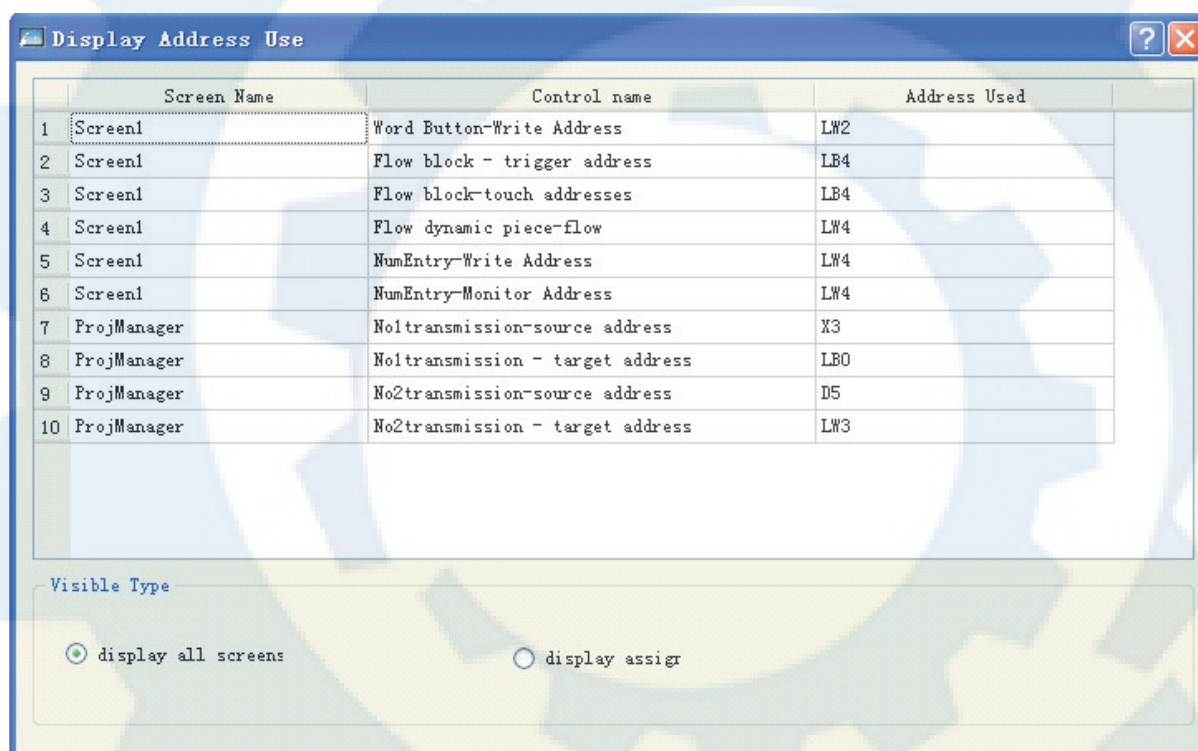 Display Address Use
Screen Name Control name Address Used
1 Screen1 Word Button-Write Address LW2
2 Screen1 Flow block - trigger address LB4
3 Screen1 Flow block-touch addresses LB4
4 Screen1 Flow dynamic piece-flow LW4
5 Screen1 NumEntry-Write Address LW4
6 Screen1 NumEntry-Monitor Address LW4
7 ProjManager No1transmission-source address X3
8 ProjManager No1transmission - target address LB0
9 ProjManager No2transmission-source address D5
10 ProjManager No2transmission - target address LW3
Visible Type
display all screens display assigr